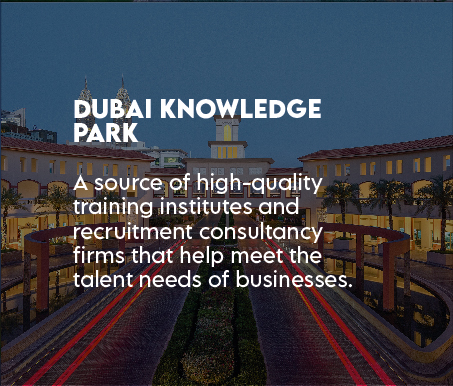 DUBAI KNOWLEDGE
PARK
A source of high-quality
training institutes and
recruitment consultancy
firms that help meet the
talent needs of businesses.